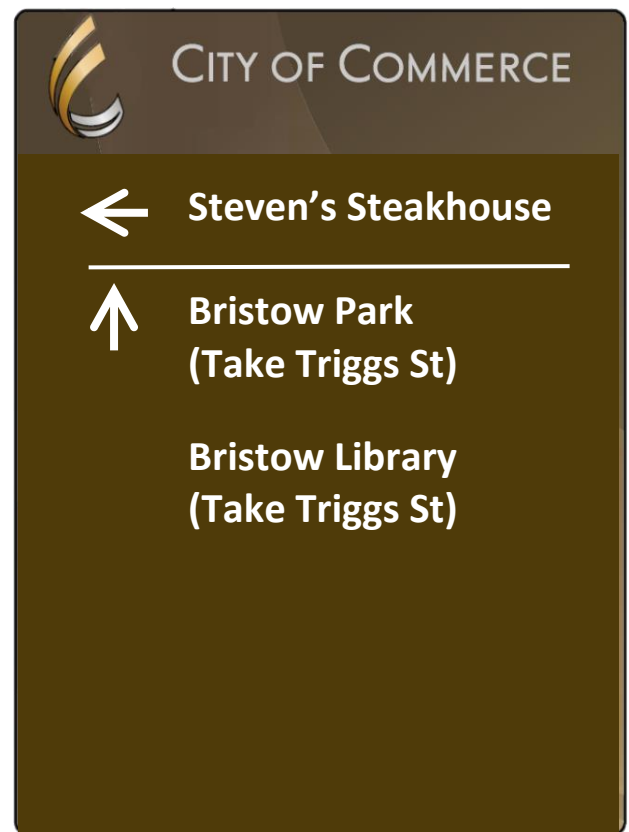 CITY OF COMMERCE
Steven’s Steakhouse
Bristow Park
(Take Triggs St)
Bristow Library
(Take Triggs St)